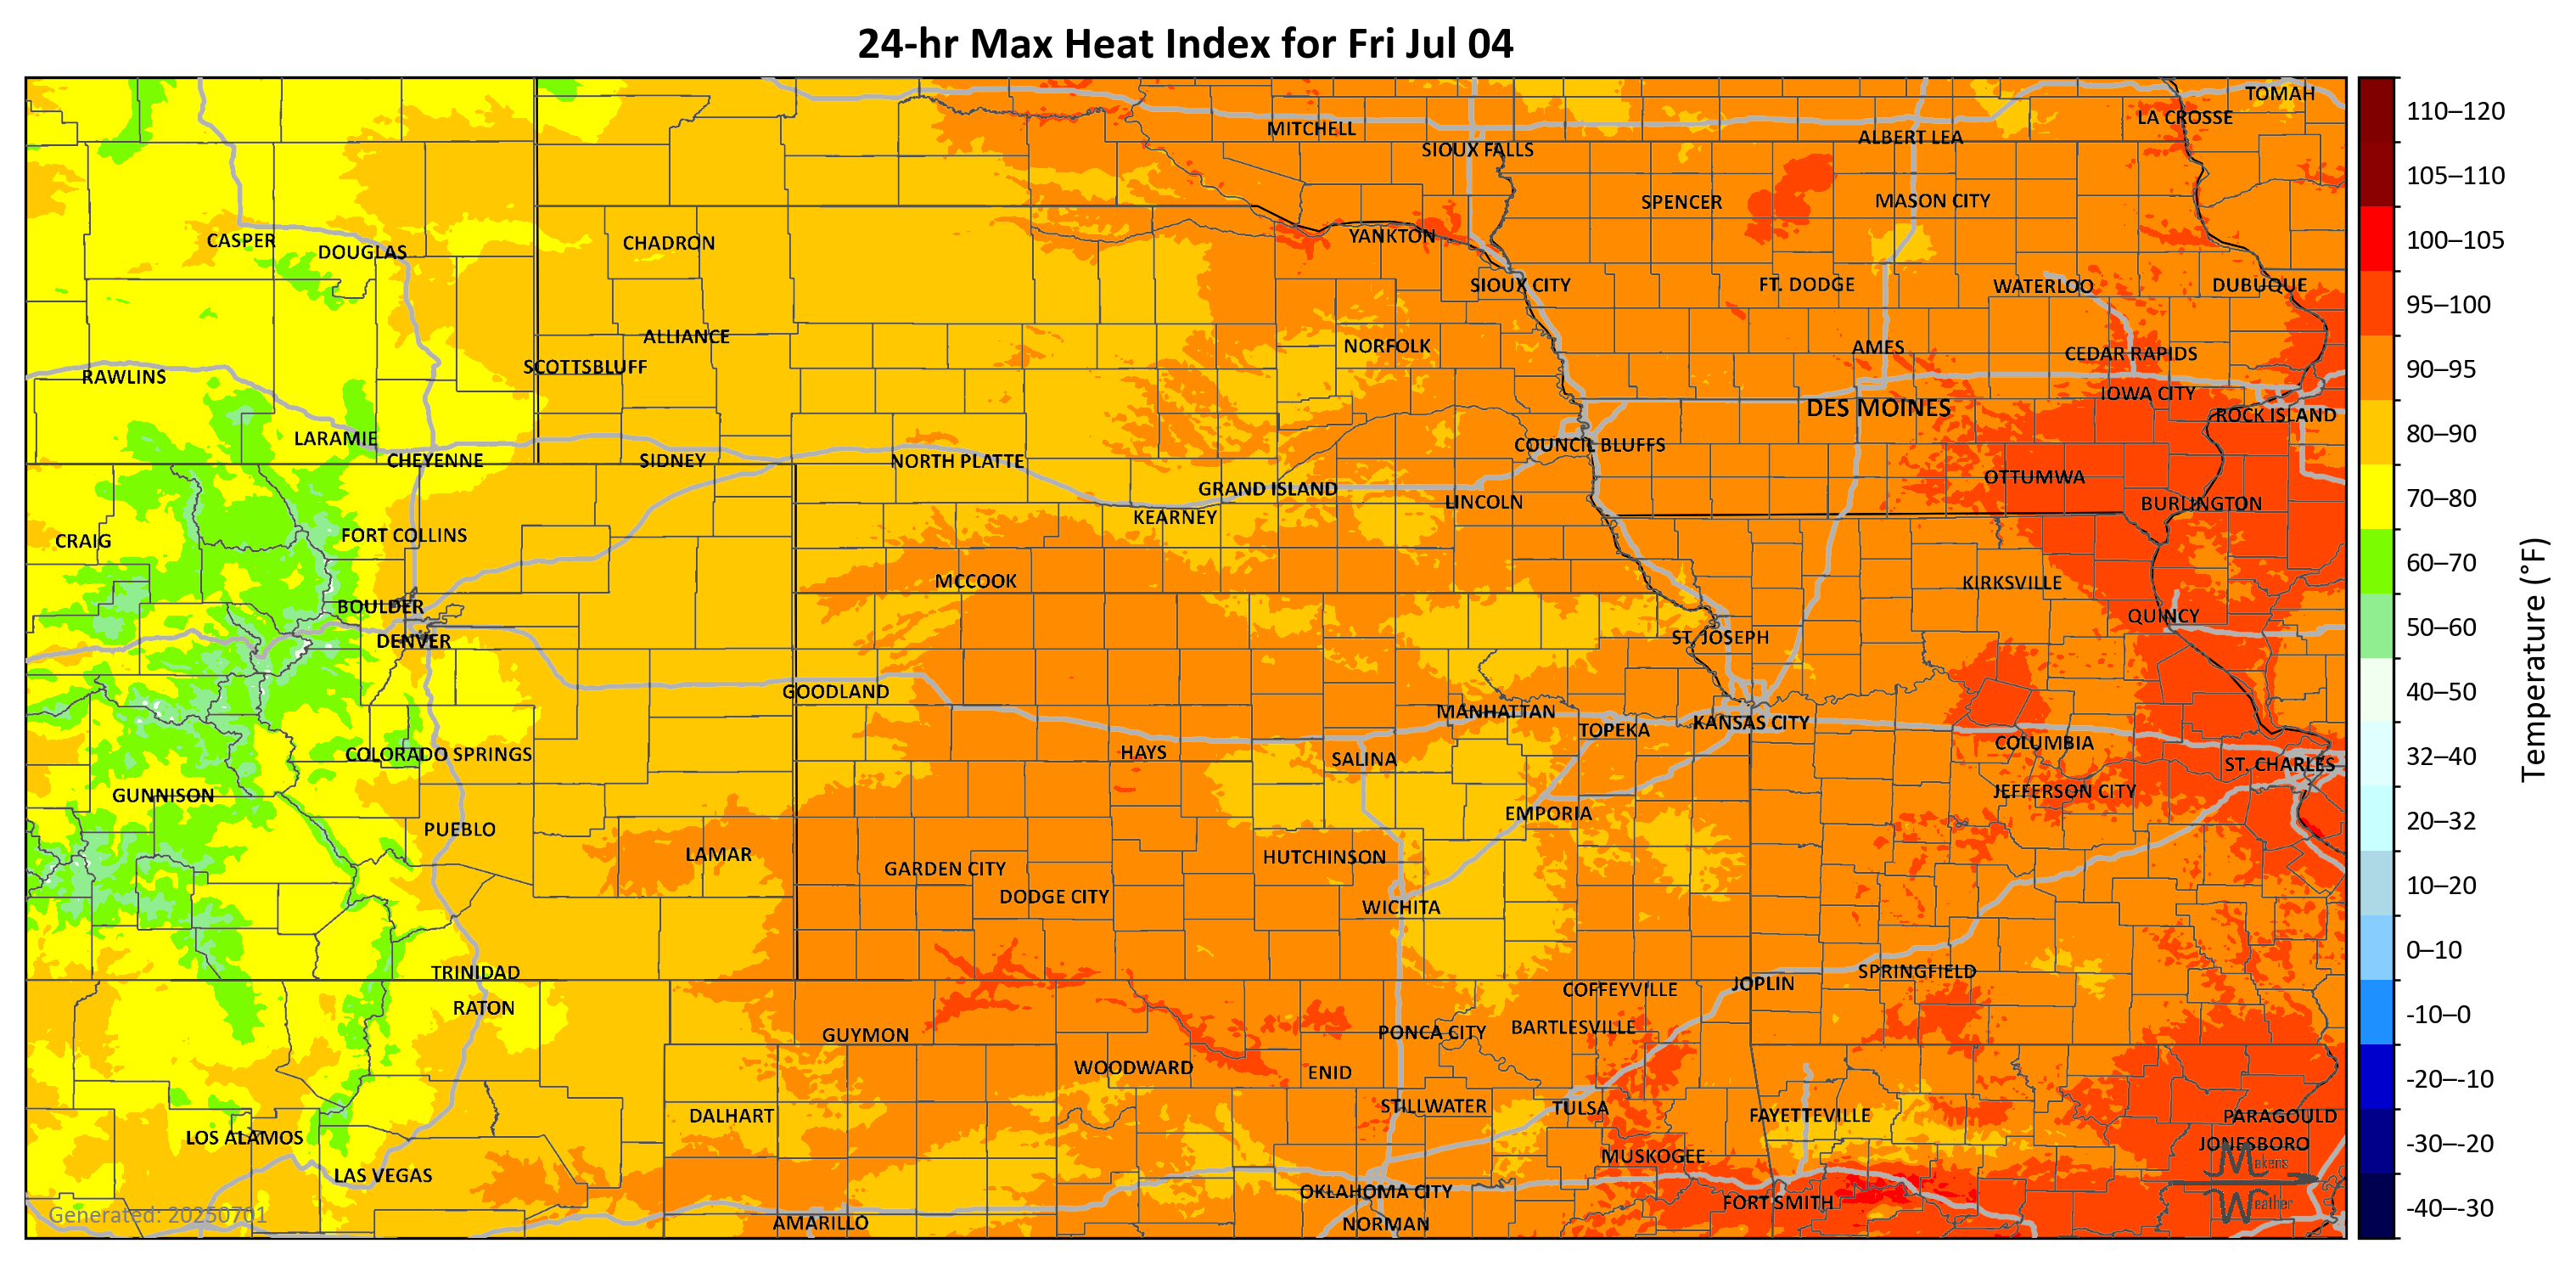 24-hr Max Heat Index for Fri Jul 04
TOMAH
LA CROSSE
MITCHELL
ALBERT LEA
SIOUX FALLS
SPENCER
MASON CITY
YANKTON
CASPER
CHADRON
DOUGLAS
SIOUX CITY
FT. DODGE
WATERLOO
DUBUQUE
ALLIANCE
NORFOLK
AMES
CEDAR RAPIDS
SCOTTSBLUFF
RAWLINS
IOWA CITY
DES MOINES
ROCK ISLAND
LARAMIE
COUNCIL BLUFFS
CHEYENNE
SIDNEY
NORTH PLATTE
OTTUMWA
GRAND ISLAND
LINCOLN
BURLINGTON
KEARNEY
CRAIG
FORT COLLINS
MCCOOK
KIRKSVILLE
BOULDER
QUINCY
DENVER
ST. JOSEPH
GOODLAND
MANHATTAN
TOPEKA
KANSAS CITY
COLUMBIA
COLORADO SPRINGS
HAYS
SALINA
ST. CHARLES
GUNNISON
JEFFERSON CITY
EMPORIA
PUEBLO
LAMAR
HUTCHINSON
GARDEN CITY
DODGE CITY
WICHITA
TRINIDAD
SPRINGFIELD
JOPLIN
COFFEYVILLE
RATON
GUYMON
PONCA CITY
BARTLESVILLE
WOODWARD
ENID
DALHART
STILLWATER
TULSA
FAYETTEVILLE
PARAGOULD
LOS ALAMOS
JONESBORO
MUSKOGEE
LAS VEGAS
OKLAHOMA CITY
FORT SMITH
AMARILLO
NORMAN
Generated: 20250701
Makens
Weather
110–120
105–110
100–105
95–100
90–95
80–90
70–80
60–70
50–60
40–50
32–40
20–32
10–20
0–10
-10–0
-20–-10
-30–-20
-40–-30
Temperature (°F)